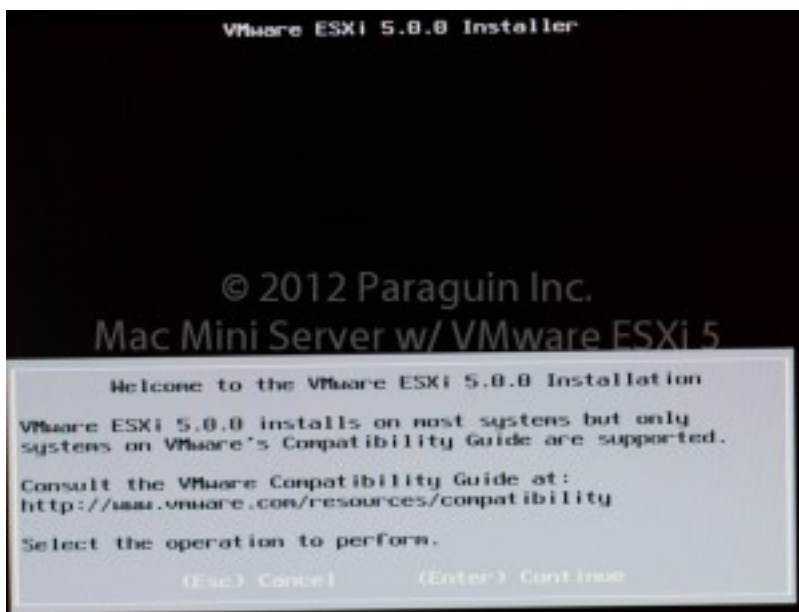 VMware ESXi 5.0.0 Installer
© 2012 Paraguin Inc.
Mac Mini Server w/ VMware ESXi 5
Welcome to the VMware ESXi 5.0.0 Installation
VMware ESXi 5.0.0 installs on most systems but only
systems on VMware's Compatibility Guide are supported.
Consult the VMware Compatibility Guide at:
http://www.vmware.com/resources/compatibility
Select the operation to perform.
(Esc) Cancel (Enter) Continue